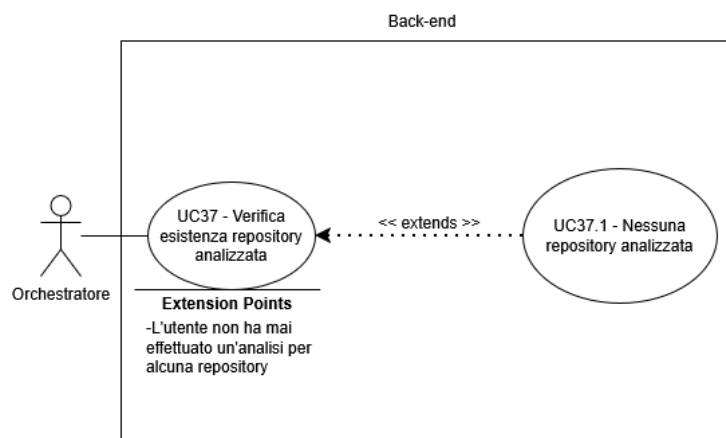 Back-end
UC37 - Verifica
esistenza repository
analizzata
<< extends >>
UC37.1 - Nessuna
repository analizzata
Orchestratore
Extension Points
-L'utente non ha mai
effettuato un'analisi per
alcuna repository